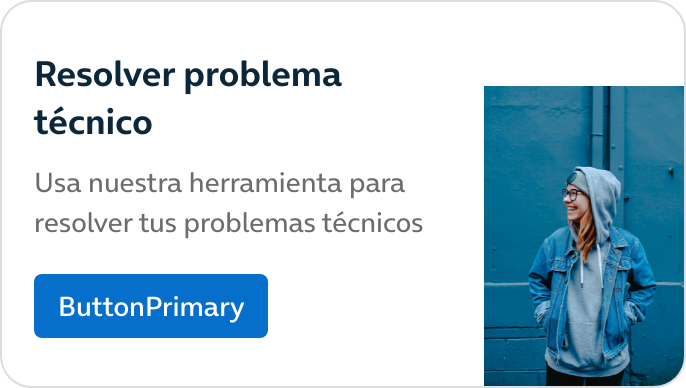 Resolver problema
técnico
Usa nuestra herramienta para
resolver tus problemas técnicos
ButtonPrimary